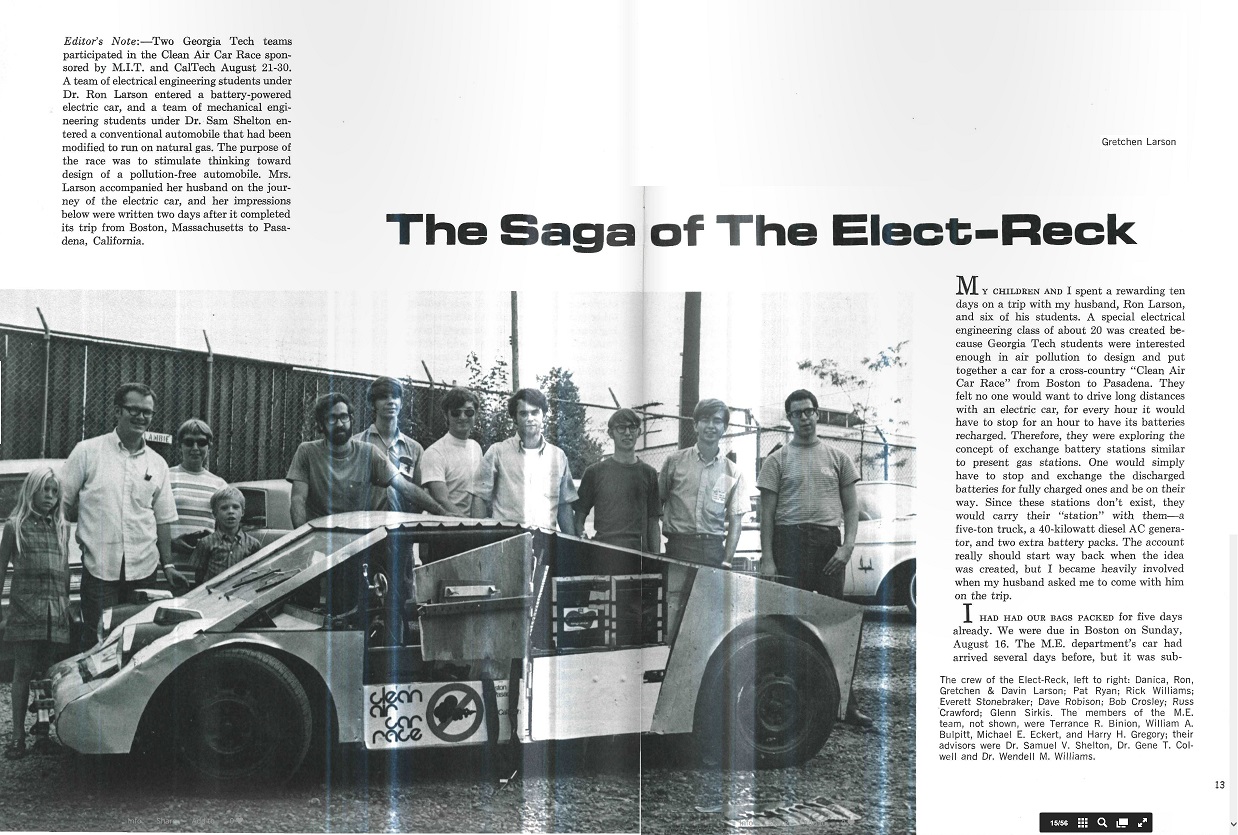 Editor's Note:—Two Georgia Tech teams
participated in the Clean Air Car Race spon-
sored by M.I.T. and CalTech August 21-30.
A team of electrical engineering students under
Dr. Ron Larson entered a battery-powered
electric car, and a team of mechanical engi-
neering students under Dr. Sam Shelton en-
tered a conventional automobile that had been
modified to run on natural gas. The purpose of
the race was to stimulate thinking toward
design of a pollution-free automobile. Mrs.
Larson accompanied her husband on the jour-
ney of the electric car, and her impressions
below were written two days after it completed
its trip from Boston, Massachusetts to Pasa-
dena, California.
Gretchen Larson
The Saga of The Elect-Reck
MY CHILDREN AND I spent a rewarding ten
days on a trip with my husband, Ron Larson,
and six of his students. A special electrical
engineering class of about 20 was created be-
cause Georgia Tech students were interested
enough in air pollution to design and put
together a car for a cross-country "Clean Air
Car Race" from Boston to Pasadena. They
felt no one would want to drive long distances
with an electric car, for every hour it would
have to stop for an hour to have its batteries
recharged. Therefore, they were exploring the
concept of exchange battery stations similar
to present gas stations. One would simply
have to stop and exchange the discharged
batteries for fully charged ones and be on their
way. Since these stations don't exist, they
would carry their "station" with them—a
five-ton truck, a 40-kilowatt diesel AC genera-
tor, and two extra battery packs. The account
really should start way back when the idea
was created, but I became heavily involved
when my husband asked me to come with him
on the trip.
I HAD HAD OUR BAGS PACKED for five days
already. We were due in Boston on Sunday,
August 16. The M.E. department's car had
arrived several days before, but it was sub-
The crew of the Elect-Reck, left to right: Danica, Ron,
Gretchen & Davin Larson; Pat Ryan; Rick Williams;
Everett Stonebraker; Dave Robison; Bob Crosley; Russ
Crawford; Glenn Sirkis. The members of the M.E.
team, not shown, were Terrance R. Binion, William A.
Bulpitt, Michael E. Eckert, and Harry H. Gregory; their
advisors were Dr. Samuel V. Shelton, Dr. Gene T. Col-
well and Dr. Wendell M. Williams.
clean
air car
race
13
15/56